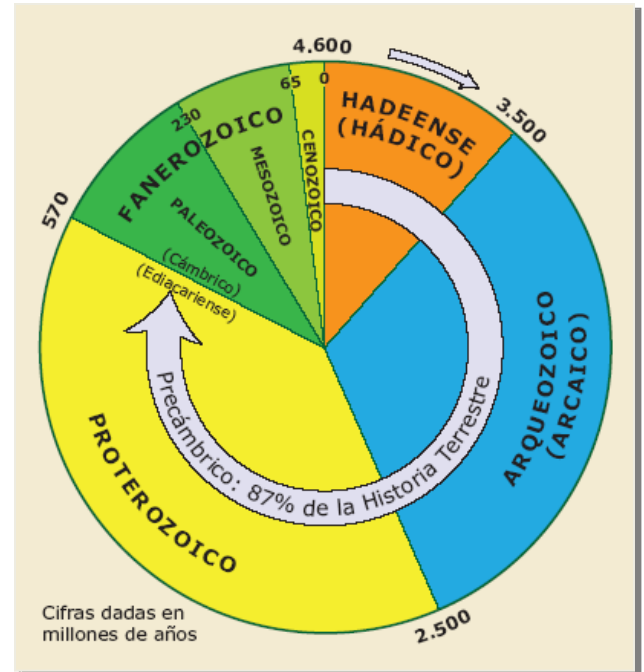 4.600
0
65
230
570
3.500
2.500
HADEENSE
(HÁDICO)
ARQUEOZOICO
(ARCAICO)
PROTEROZOICO
FANEROZOICO
PALEOZOICO
(Cámbrico)
(Ediacariense)
MESOZOICO
CENOZOICO
Precámbrico: 87% de la Historia Terrestre
Cifras dadas en
millones de años